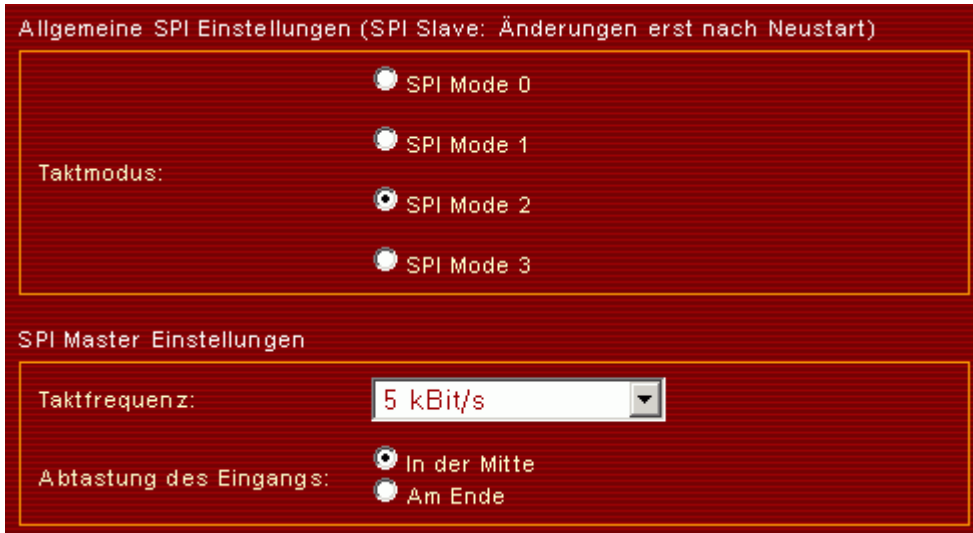 Allgemeine SPI Einstellungen (SPI Slave: Änderungen erst nach Neustart)
Taktmodus:
SPI Mode 0
SPI Mode 1
SPI Mode 2
SPI Mode 3
SPI Master Einstellungen
Taktfrequenz:
5 kBit/s
Abtastung des Eingangs:
In der Mitte
Am Ende